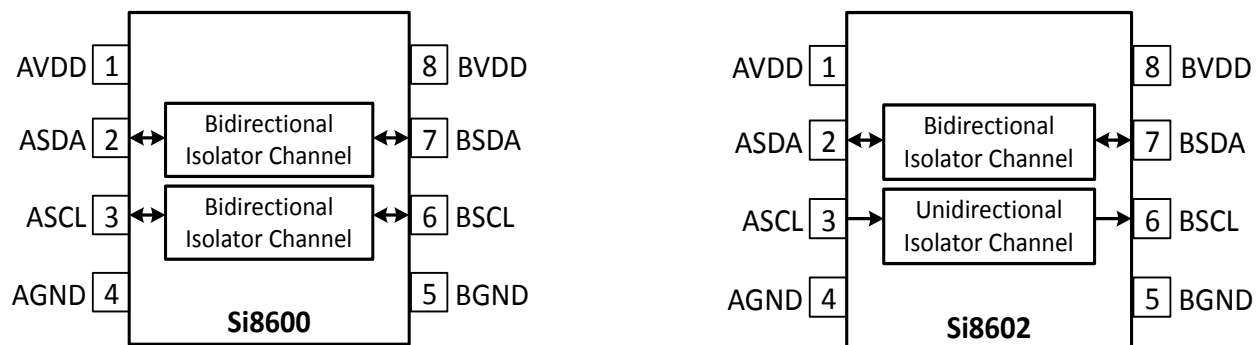 AVDD 1
8 BVDD
Bidirectional
Isolator Channel
ASDA 2
7 BSDA
Bidirectional
Isolator Channel
ASCL 3
6 BSCL
AGND 4
5 BGND
Si8600
AVDD 1
8 BVDD
Bidirectional
Isolator Channel
ASDA 2
7 BSDA
Unidirectional
Isolator Channel
ASCL 3
6 BSCL
AGND 4
5 BGND
Si8602